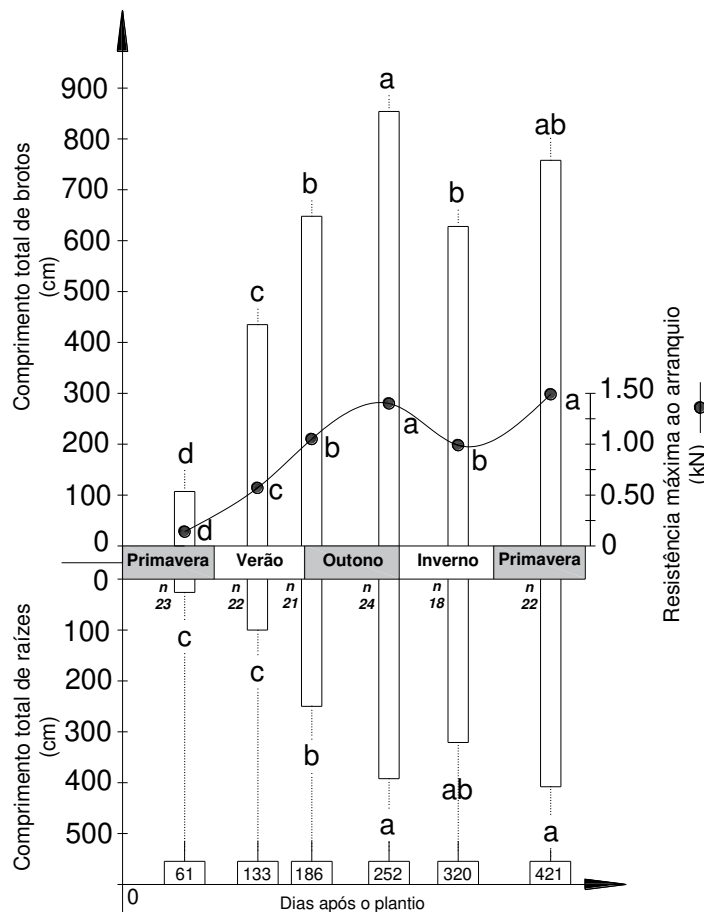 Comprimento total de brotos
(cm)
900
800
700
600
500
400
300
200
100
0
d
c
b
a
b
ab
d
c
b
a
b
a
1.50
1.00
0.50
0
Resistência máxima ao arranquio
(kN)
Primavera Verão Outono Inverno Primavera
n n n n n n
23 22 21 24 18 22
Comprimento total de raízes
(cm)
0
100
200
300
400
500
c
c
b
a
ab
a
61 133 186 252 320 421
0
Dias após o plantio